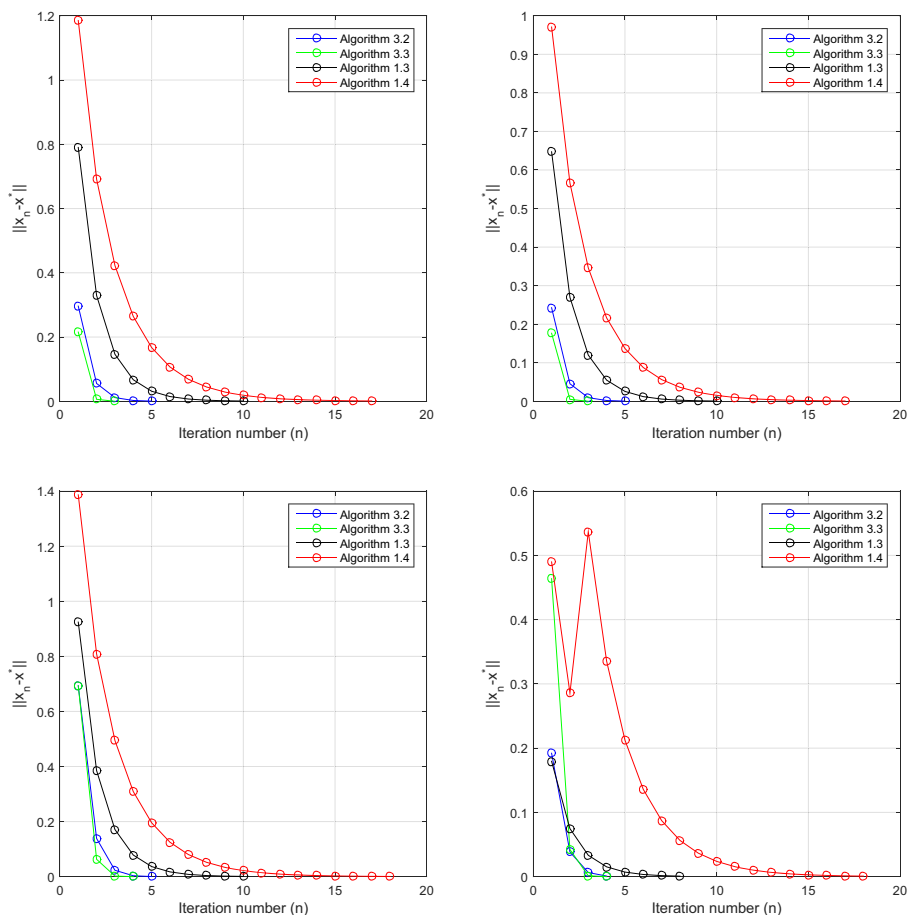 1.2
1
0.8
0.6
0.4
0.2
0
0 5 10 15 20
||x_n-x^*||
Iteration number (n)
Algorithm 3.2
Algorithm 3.3
Algorithm 1.3
Algorithm 1.4
1
0.9
0.8
0.7
0.6
0.5
0.4
0.3
0.2
0.1
0
0 5 10 15 20
||x_n-x^*||
Iteration number (n)
Algorithm 3.2
Algorithm 3.3
Algorithm 1.3
Algorithm 1.4
1.4
1.2
1
0.8
0.6
0.4
0.2
0
0 5 10 15 20
||x_n-x^*||
Iteration number (n)
Algorithm 3.2
Algorithm 3.3
Algorithm 1.3
Algorithm 1.4
0.6
0.5
0.4
0.3
0.2
0.1
0
0 5 10 15 20
||x_n-x^*||
Iteration number (n)
Algorithm 3.2
Algorithm 3.3
Algorithm 1.3
Algorithm 1.4